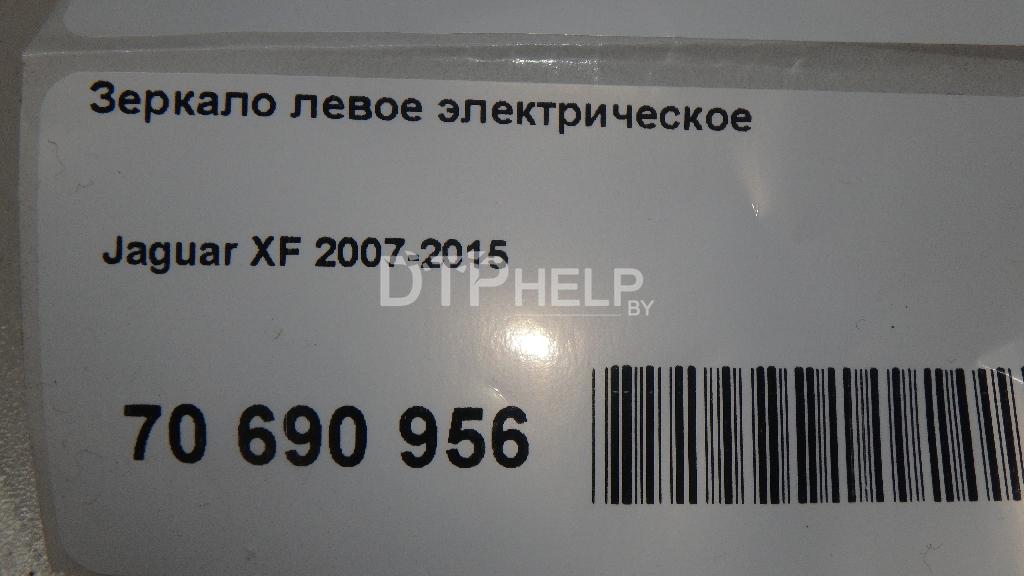 Зеркало левое электрическое
Jaguar XF 2007-2015
DTPHELP.BY
70 690 956